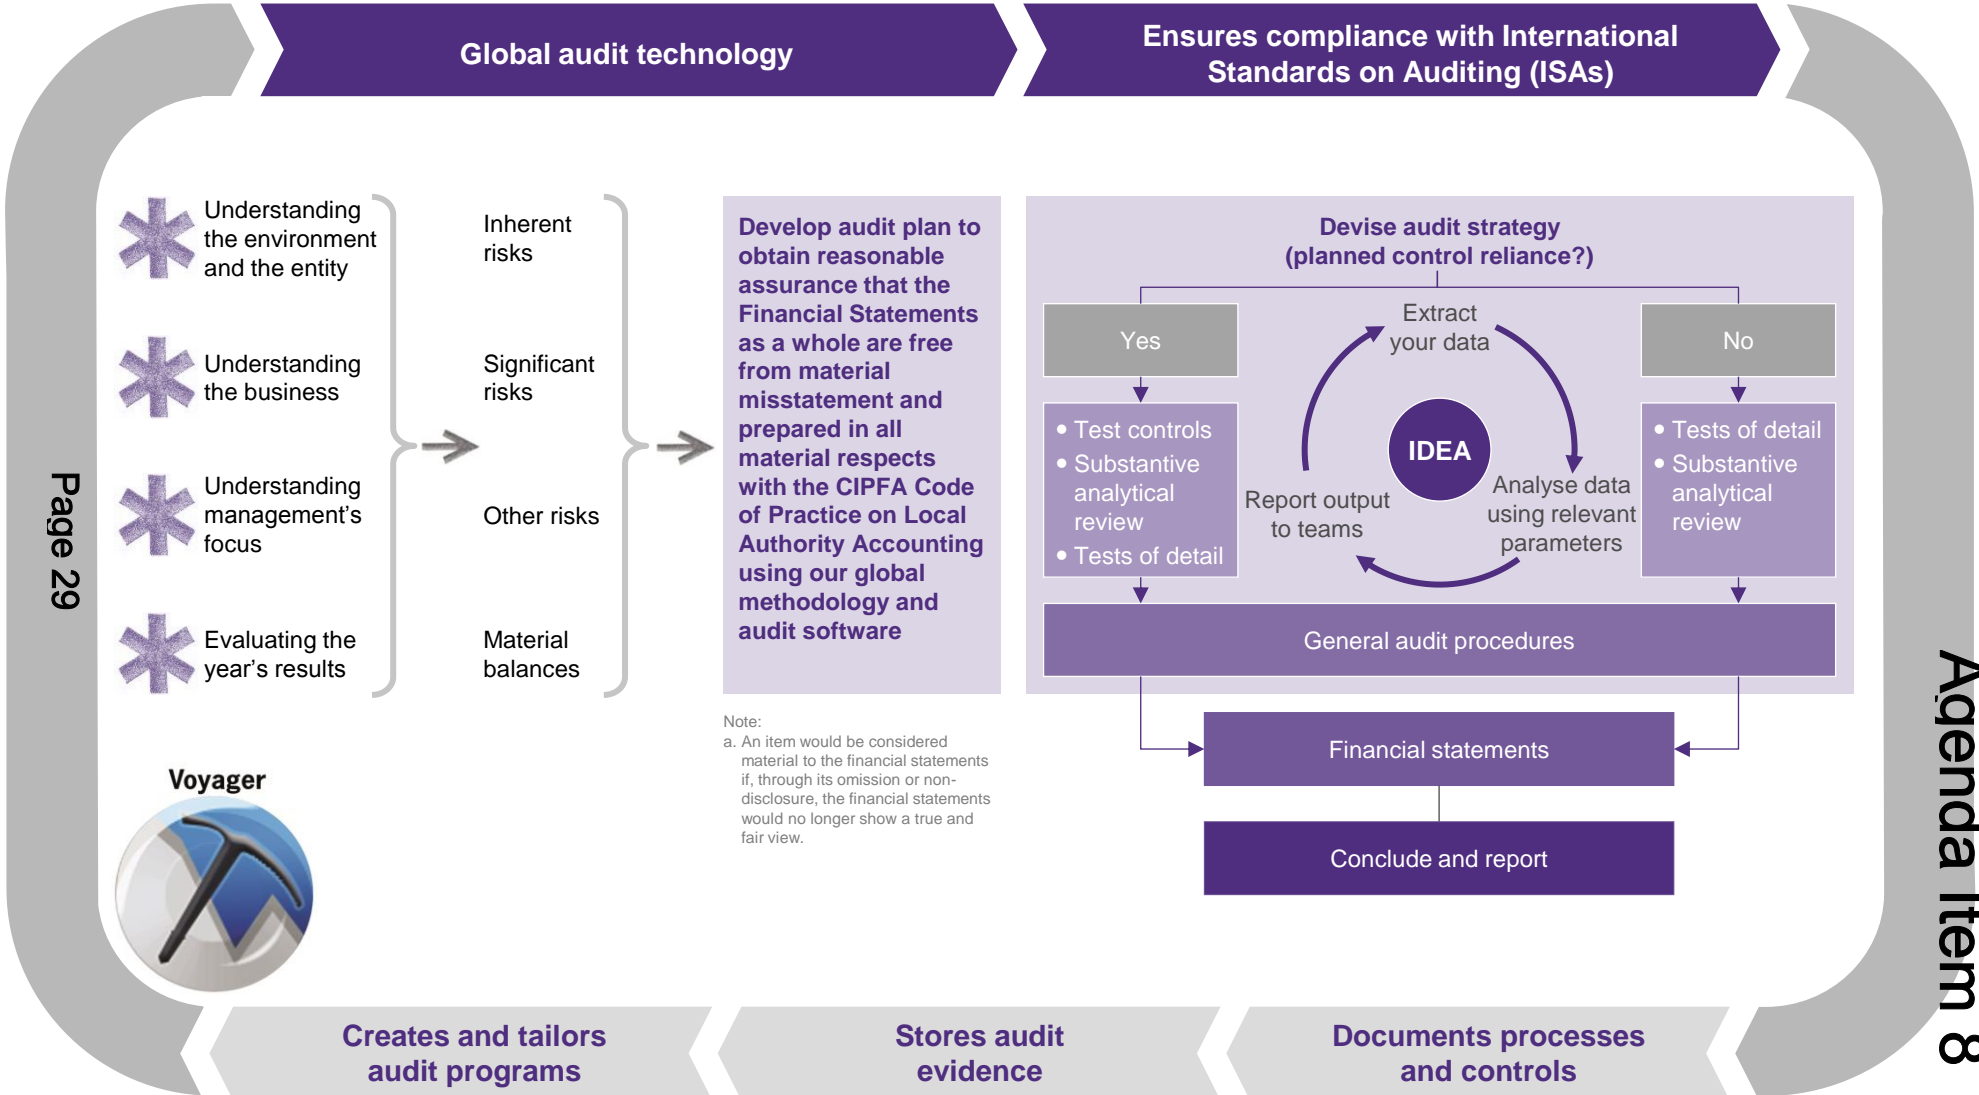 Global audit technology
Ensures compliance with International
Standards on Auditing (ISAs)
Understanding
the environment
and the entity
Understanding
the business
Understanding
management’s
focus
Evaluating the
year’s results
Inherent
risks
Significant
risks
Other risks
Material
balances
Develop audit plan to
obtain reasonable
assurance that the
Financial Statements
as a whole are free
from material
misstatement and
prepared in all
material respects
with the CIPFA Code
of Practice on Local
Authority Accounting
using our global
methodology and
audit software
Note:
a. An item would be considered
material to the financial statements
if, through its omission or non-
disclosure, the financial statements
would no longer show a true and
fair view.
Devise audit strategy
(planned control reliance?)
Yes
• Test controls
• Substantive
analytical
review
• Tests of detail
Extract
your data
IDEA
Analyse data
using relevant
parameters
Report output
to teams
No
• Tests of detail
• Substantive
analytical
review
General audit procedures
Financial statements
Conclude and report
Voyager
Creates and tailors
audit programs
Stores audit
evidence
Documents processes
and controls
Page 29
Agenda Item 8